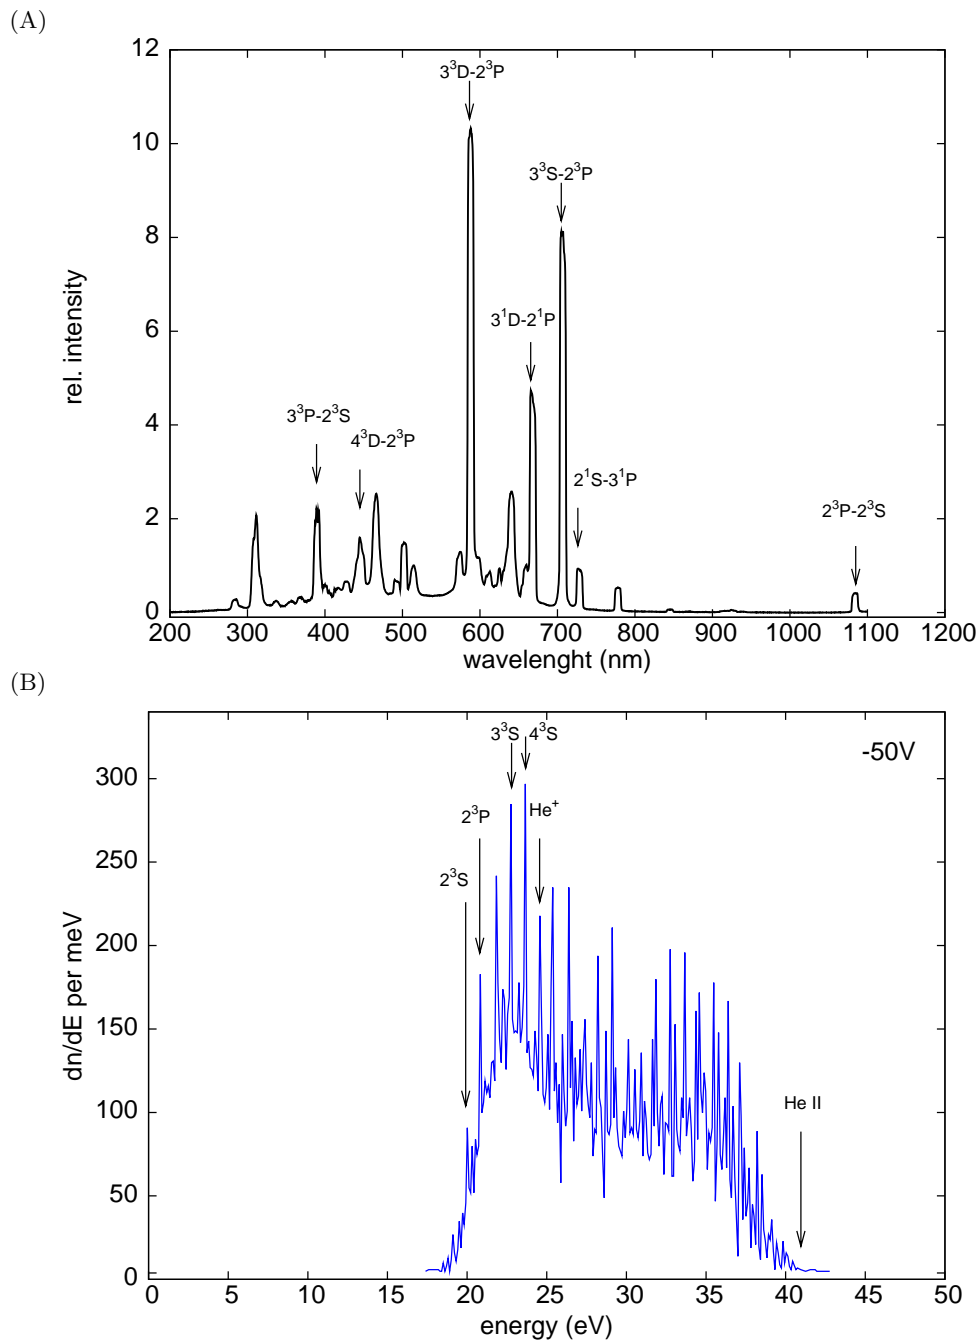 (A)
12
10
8
6
4
2
0
rel. intensity
3³D-2³P
3³S-2³P
3¹D-2¹P
3³P-2³S
4³D-2³P
2¹S-3¹P
2³P-2³S
200 300 400 500 600 700 800 900 1000 1100 1200
wavelenght (nm)
(B)
300
250
200
150
100
50
0
dn/dE per meV
-50V
3³S 4³S
2³P He⁺
2³S
He II
0 5 10 15 20 25 30 35 40 45 50
energy (eV)